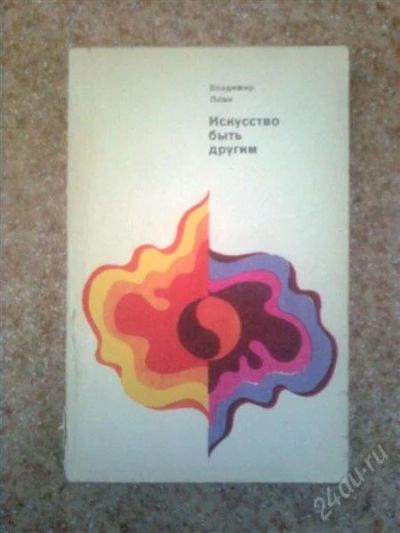 Владимир
Леви
Искусство
быть
другим
24au.ru